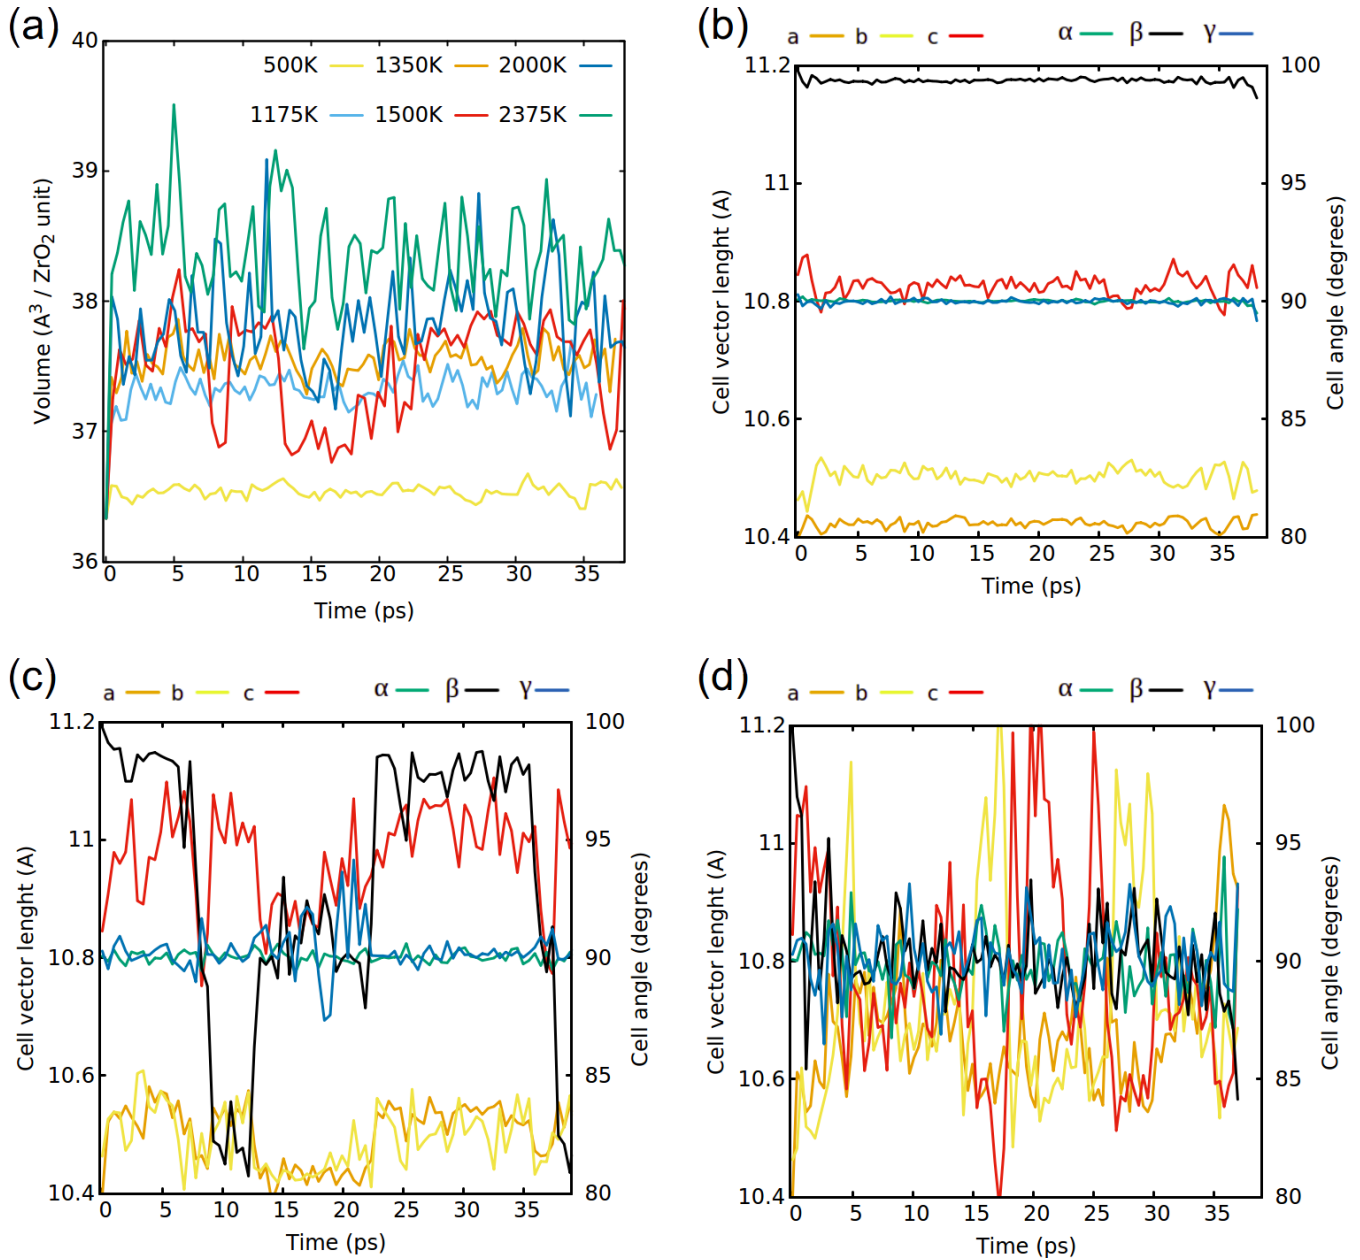 (a)
40
39
38
37
36
Volume (Å³ / ZrO₂ unit)
500K 1350K 2000K
1175K 1500K 2375K
0 5 10 15 20 25 30 35
Time (ps)
(b)
a b c α β γ
11.2
11
10.8
10.6
10.4
Cell vector lenght (A)
100
95
90
85
80
Cell angle (degrees)
0 5 10 15 20 25 30 35
Time (ps)
(c)
a b c α β γ
11.2
11
10.8
10.6
10.4
Cell vector lenght (A)
100
95
90
85
80
Cell angle (degrees)
0 5 10 15 20 25 30 35
Time (ps)
(d)
a b c α β γ
11.2
11
10.8
10.6
10.4
Cell vector lenght (A)
100
95
90
85
80
Cell angle (degrees)
0 5 10 15 20 25 30 35
Time (ps)